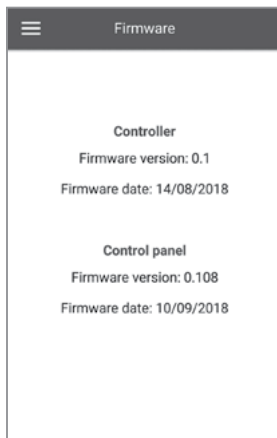 Firmware
Controller
Firmware version: 0.1
Firmware date: 14/08/2018
Control panel
Firmware version: 0.108
Firmware date: 10/09/2018